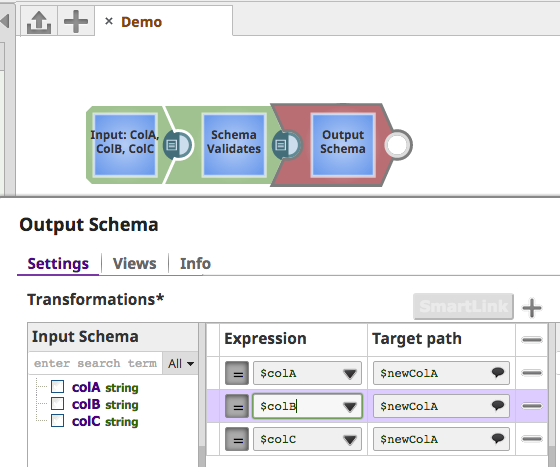 × Demo
Input: ColA,
ColB, ColC
Schema
Validates
Output
Schema
Output Schema
Settings Views Info
Transformations* SmartLink
Input Schema
enter search term All
colA string
colB string
colC string
Expression Target path
= $colA $newColA
= $colB $newColA
= $colC $newColA